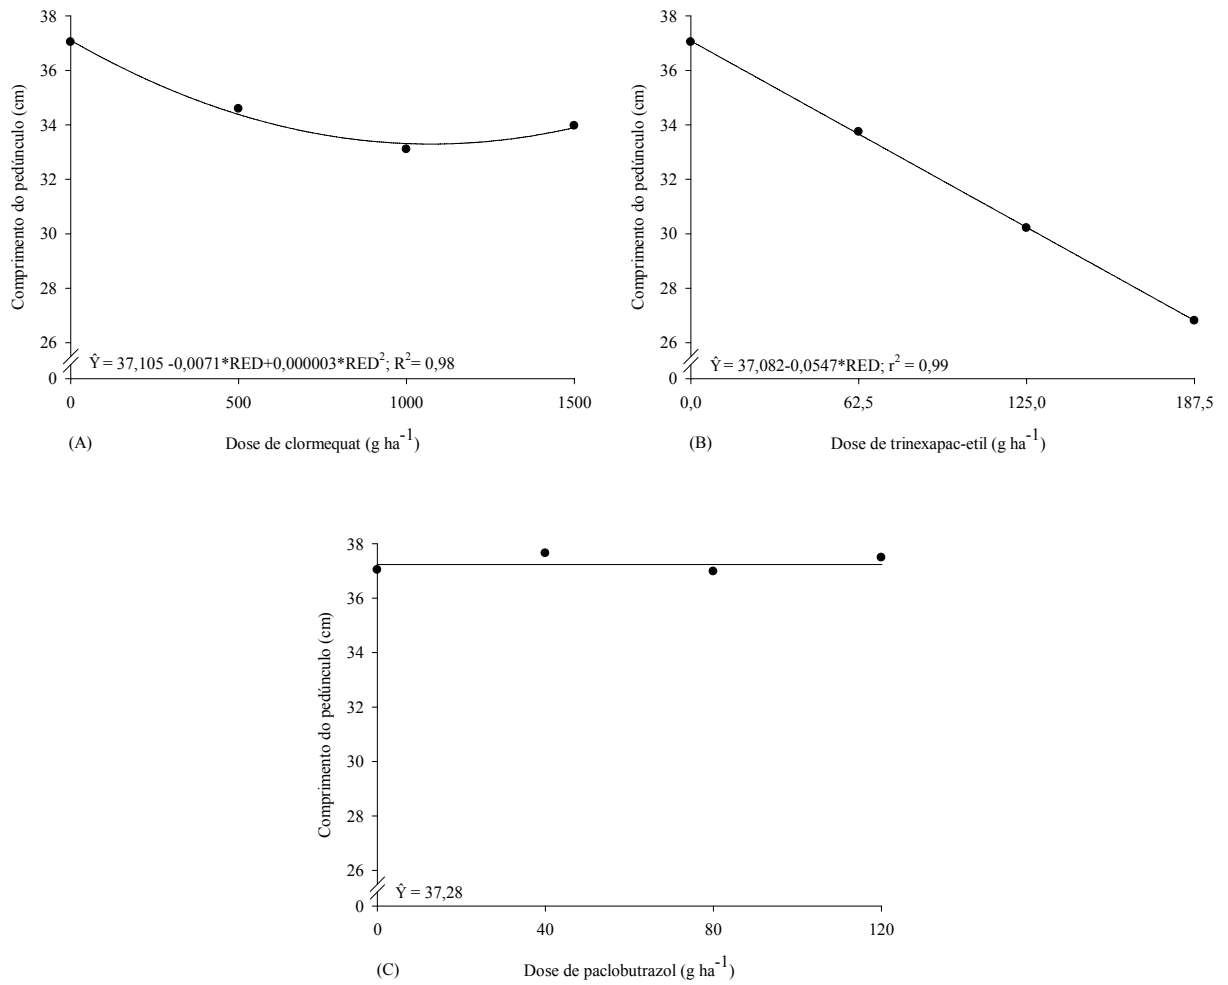 38
36
34
32
30
28
26
0
Comprimento do pedúnculo (cm)
Ŷ = 37,105 -0,0071*RED+0,000003*RED²; R²= 0,98
0 500 1000 1500
(A) Dose de clormequat (g ha⁻¹)
38
36
34
32
30
28
26
0
Comprimento do pedúnculo (cm)
Ŷ = 37,082-0,0547*RED; r² = 0,99
0,0 62,5 125,0 187,5
(B) Dose de trinexapac-etil (g ha⁻¹)
38
36
34
32
30
28
26
0
Comprimento do pedúnculo (cm)
Ŷ = 37,28
0 40 80 120
(C) Dose de paclobutrazol (g ha⁻¹)